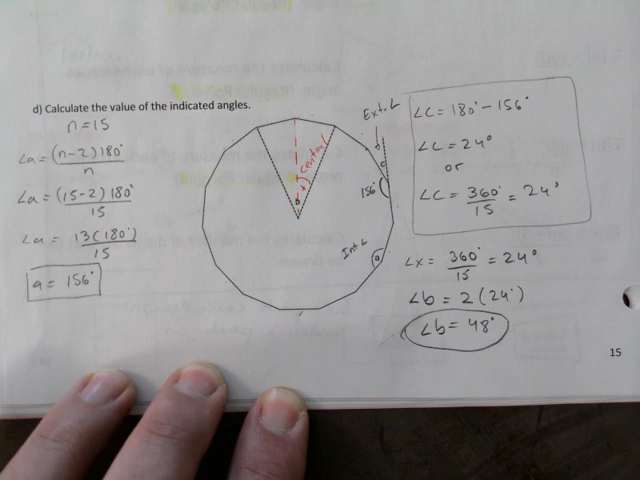 d) Calculate the value of the indicated angles.
n=15
∠a = (n-2)180°
n
∠a = (15-2)180°
15
∠a = 13(180°)
15
a = 156°
Central
x
b
Ext. ∠
156°
c
Int ∠
a
∠C = 180° - 156°
∠C = 24°
or
∠C = 360° = 24°
15
∠x = 360° = 24°
15
∠b = 2(24°)
∠b = 48°
15